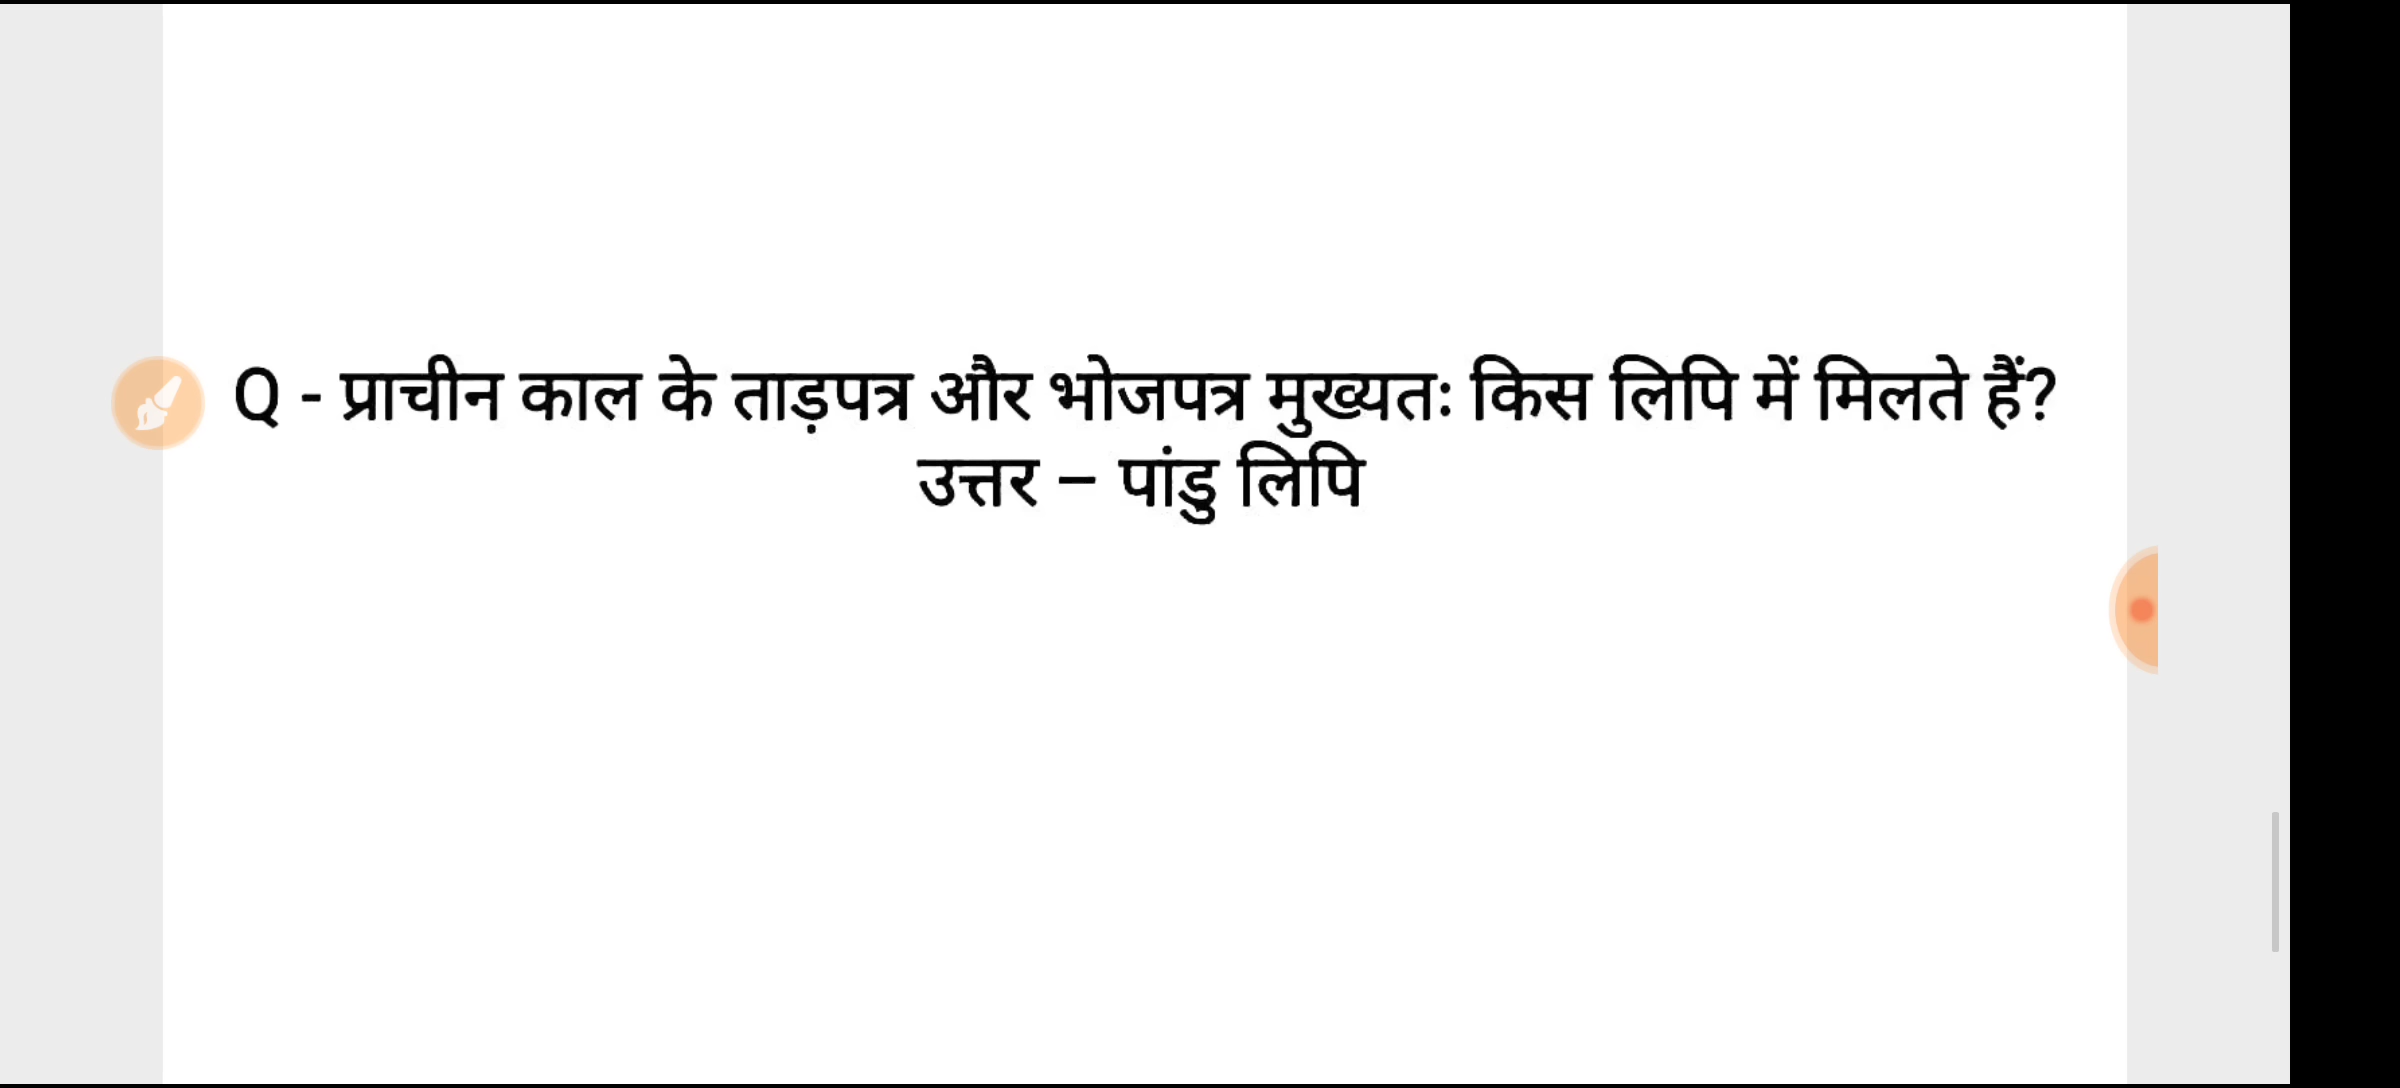 Q - प्राचीन काल के ताड़पत्र और भोजपत्र मुख्यतः किस लिपि में मिलते हैं?
उत्तर – पांडु लिपि